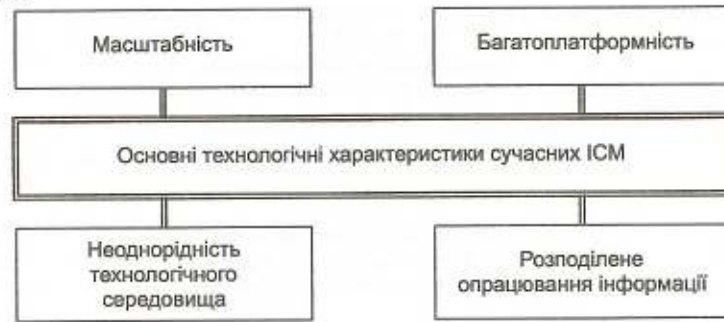 Масштабність
Багатоплатформність
Основні технологічні характеристики сучасних ІСМ
Неоднорідність
технологічного
середовища
Розподілене
опрацювання інформації